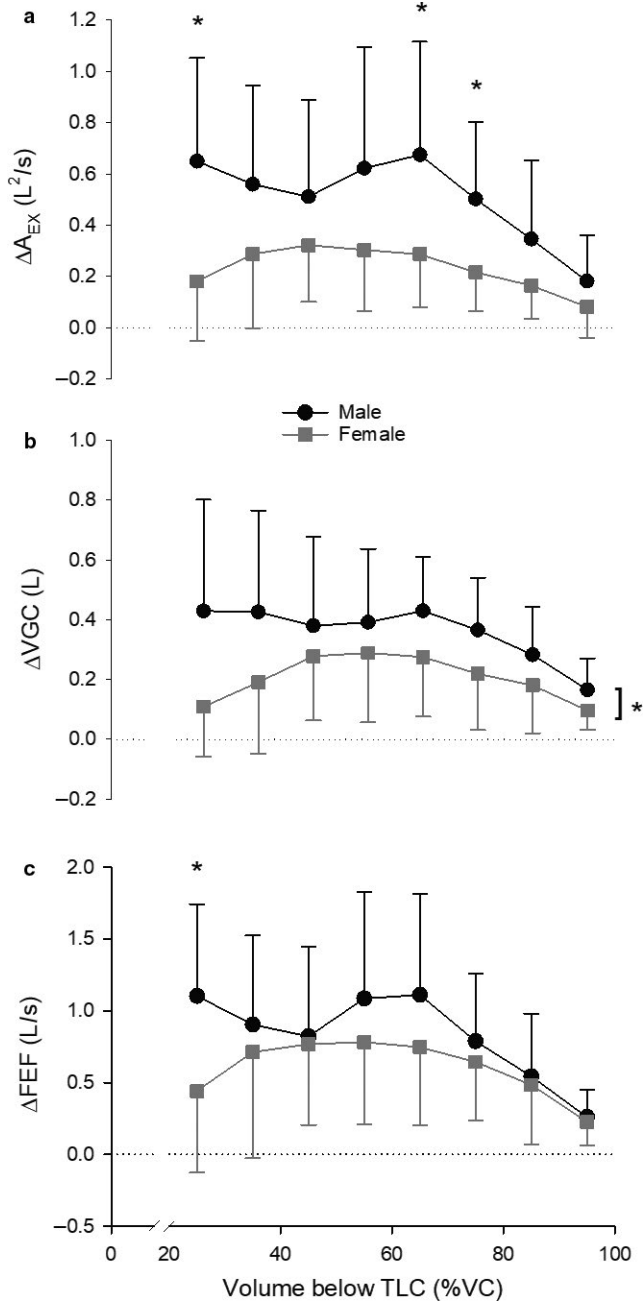 a
1.2
1.0
0.8
0.6
0.4
0.2
0.0
–0.2
ΔA_EX (L²/s)
* * *
Male
Female
b
1.0
0.8
0.6
0.4
0.2
0.0
–0.2
ΔVGC (L)
*
c
2.0
1.5
1.0
0.5
0.0
–0.5
ΔFEF (L/s)
*
0 20 40 60 80 100
Volume below TLC (%VC)